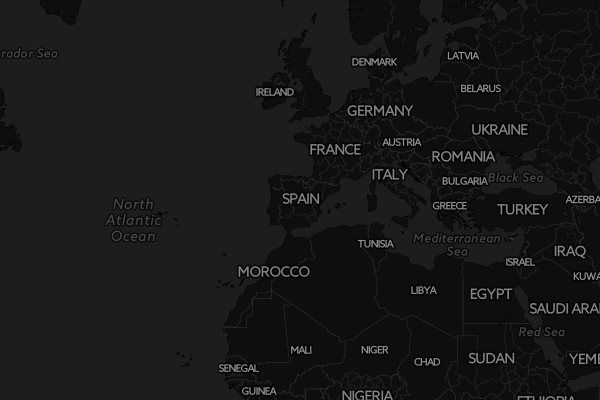 rador Sea
DENMARK
LATVIA
IRELAND
BELARUS
GERMANY
UKRAINE
FRANCE
AUSTRIA
ROMANIA
ITALY
BULGARIA
Black Sea
SPAIN
GREECE
TURKEY
AZERBA
North
Atlantic
Ocean
TUNISIA
Mediterranean
Sea
ISRAEL
IRAQ
MOROCCO
KUWA
LIBYA
EGYPT
SAUDI ARA
Red Sea
MALI
NIGER
CHAD
SUDAN
YEME
SENEGAL
GUINEA
NIGERIA
ETHIOPIA